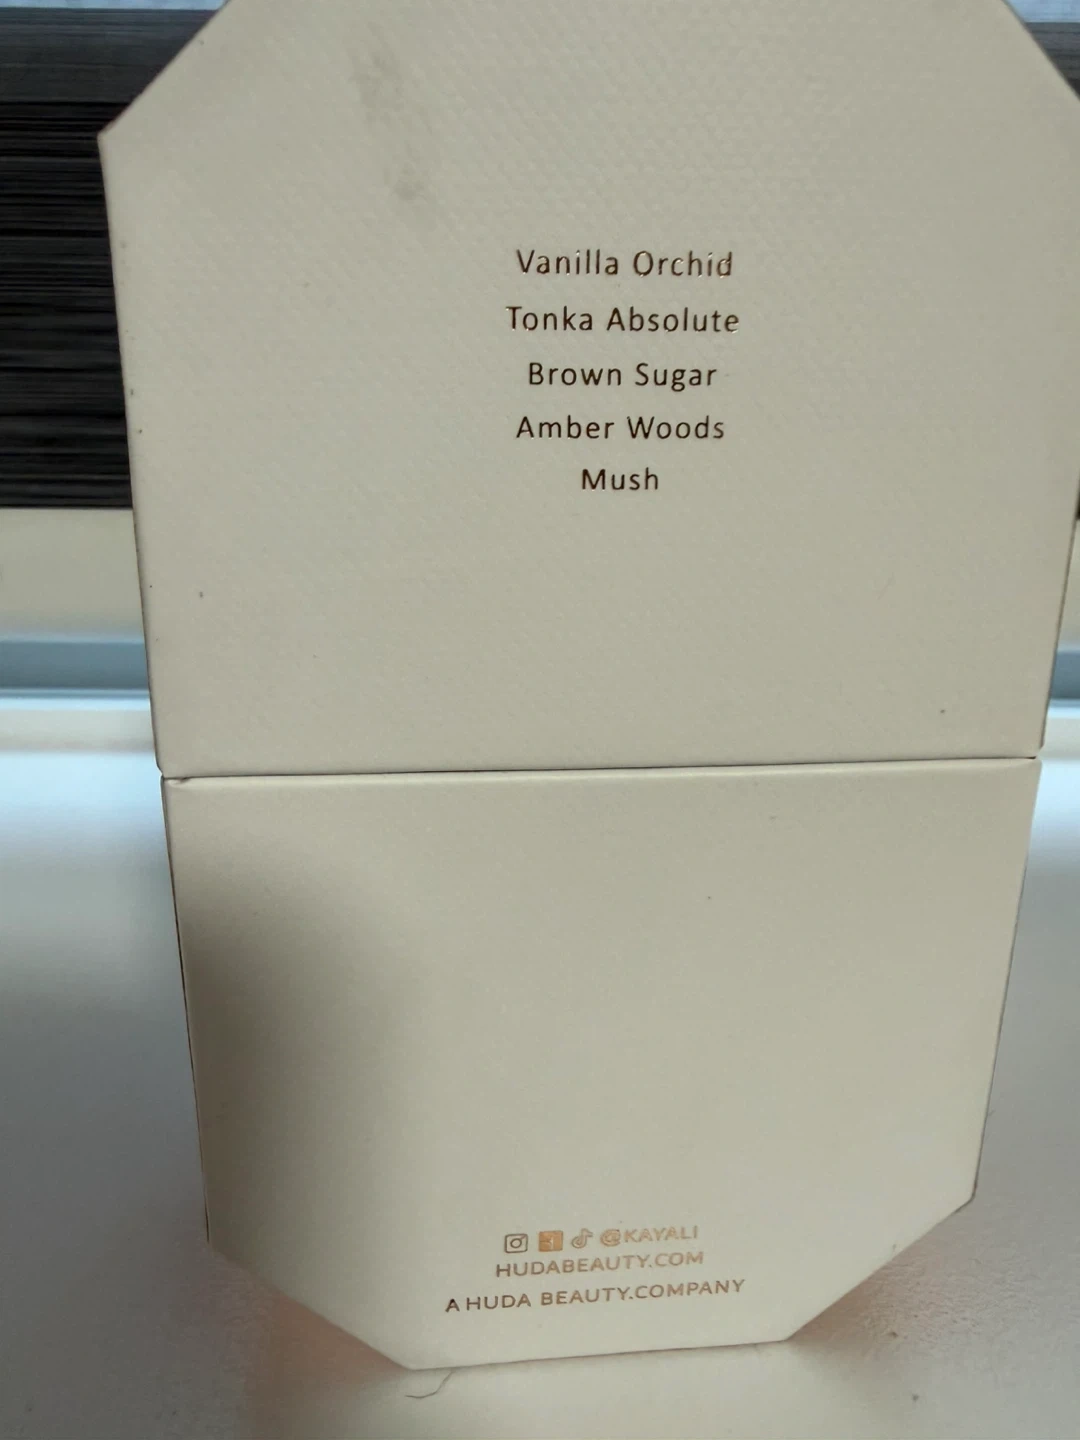 Vanilla Orchid
Tonka Absolute
Brown Sugar
Amber Woods
Mush
@KAYALI
HUDABEAUTY.COM
A HUDA BEAUTY.COMPANY